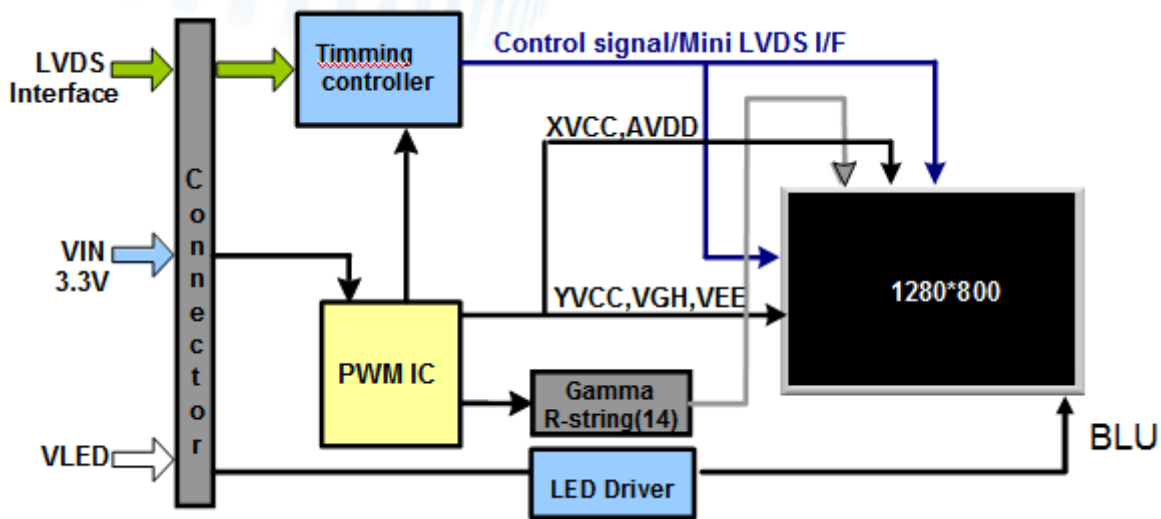 LVDS
Interface
VIN
3.3V
VLED
Connector
Timming
controller
Control signal/Mini LVDS I/F
XVCC,AVDD
YVCC,VGH,VEE
PWM IC
Gamma
R-string(14)
LED Driver
1280*800
BLU